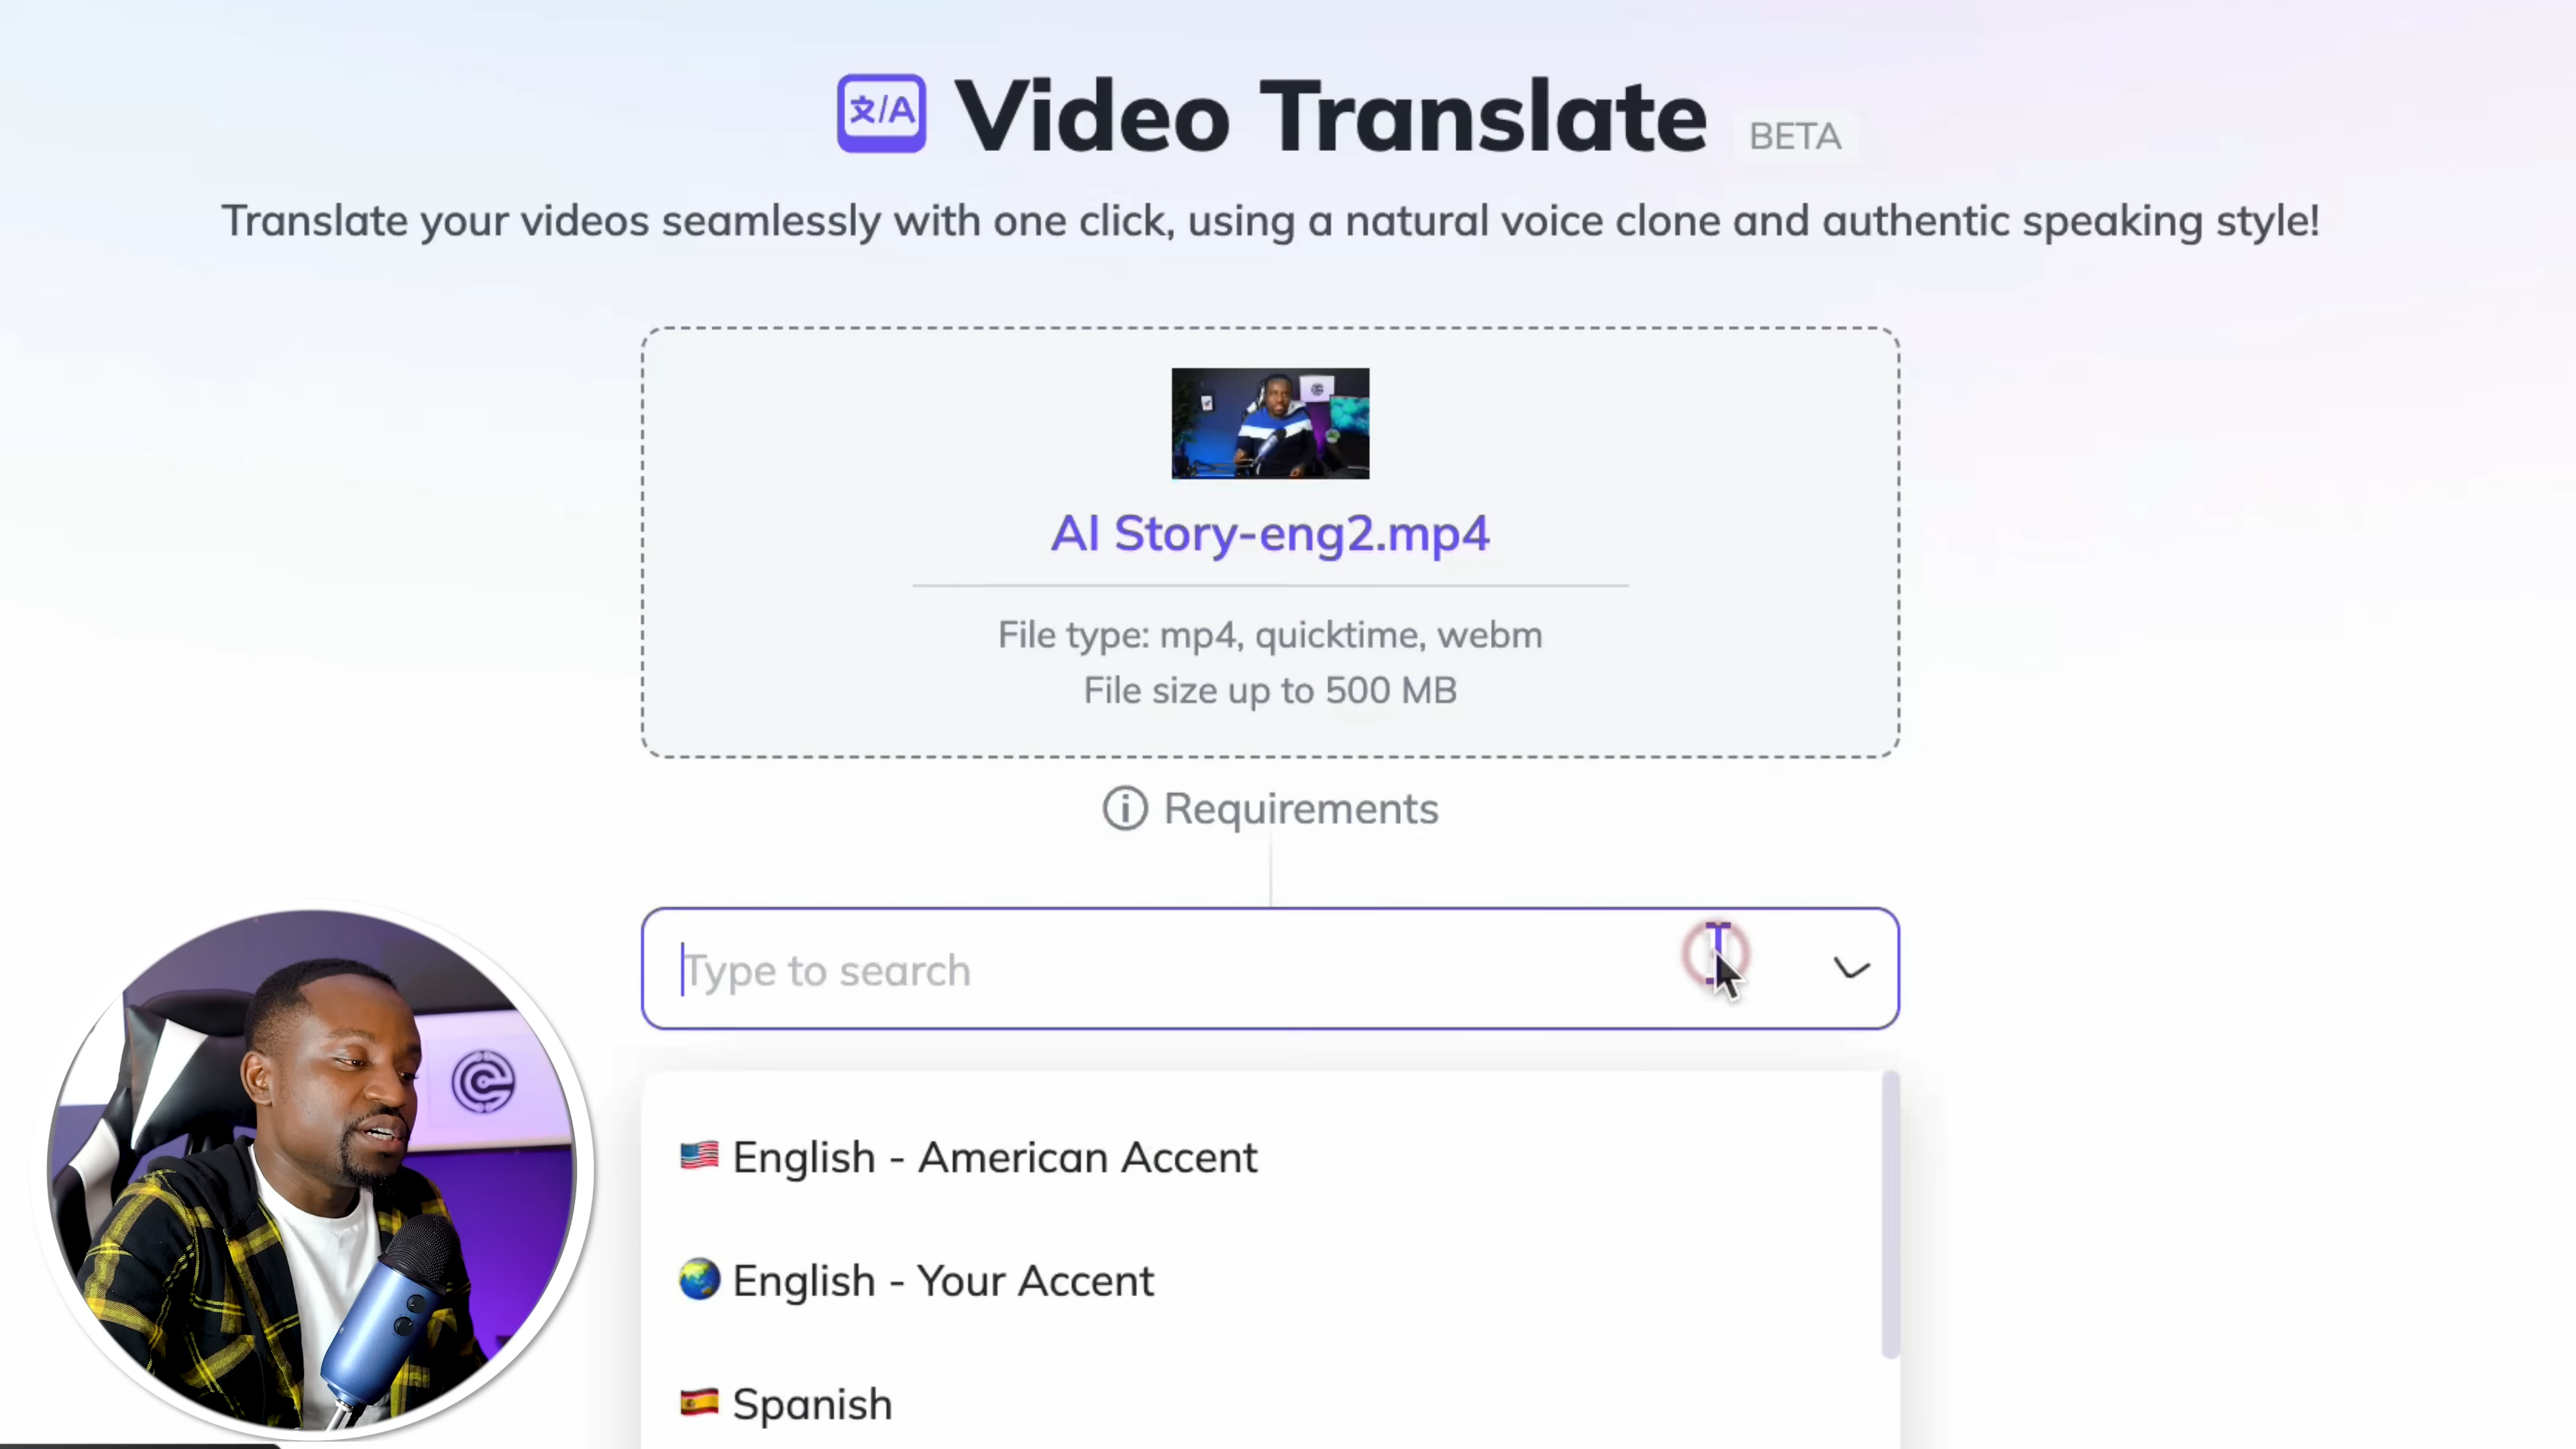 文/A Video Translate BETA
Translate your videos seamlessly with one click, using a natural voice clone and authentic speaking style!
AI Story-eng2.mp4
File type: mp4, quicktime, webm
File size up to 500 MB
Requirements
Type to search
English - American Accent
English - Your Accent
Spanish